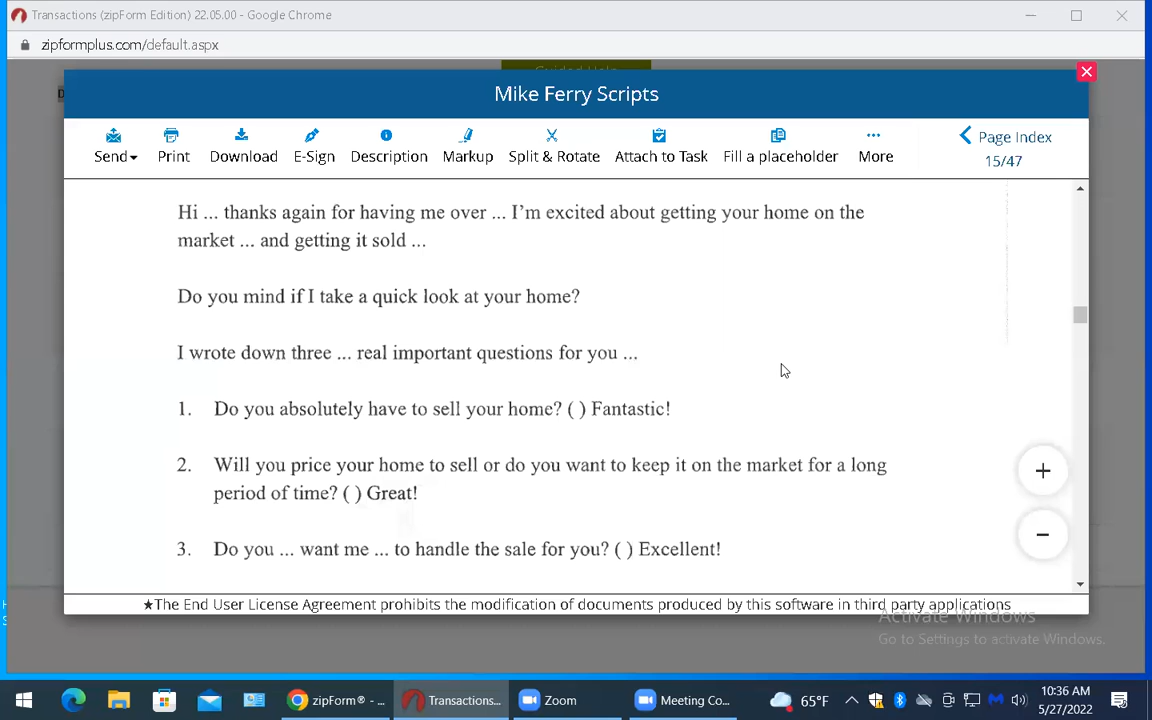 Transactions (zipForm Edition) 22.05.00 - Google Chrome
zipformplus.com/default.aspx
Mike Ferry Scripts
Send Print Download E-Sign Description Markup Split & Rotate Attach to Task Fill a placeholder More
Page Index
15/47
Hi ... thanks again for having me over ... I'm excited about getting your home on the
market ... and getting it sold ...
Do you mind if I take a quick look at your home?
I wrote down three ... real important questions for you ...
1. Do you absolutely have to sell your home? ( ) Fantastic!
2. Will you price your home to sell or do you want to keep it on the market for a long
period of time? ( ) Great!
3. Do you ... want me ... to handle the sale for you? ( ) Excellent!
★The End User License Agreement prohibits the modification of documents produced by this software in third party applications
Activate Windows
Go to Settings to activate Windows.
zipForm® - ... Transactions... Zoom Meeting Co... 65°F
10:36 AM
5/27/2022